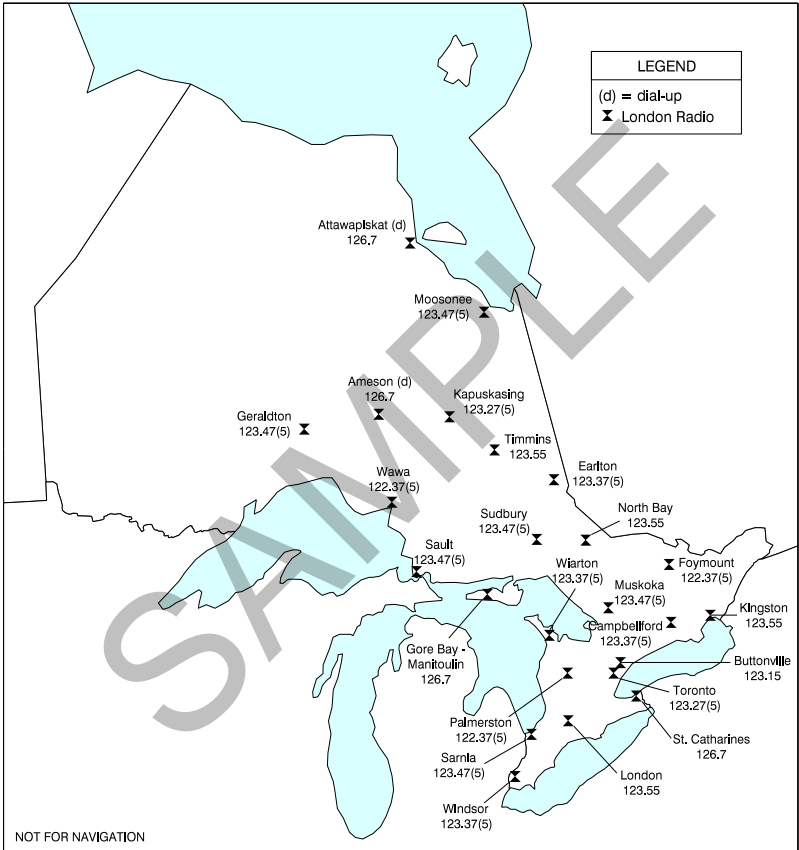 LEGEND
(d) = dial-up
London Radio
Attawapiskat (d)
126.7
Moosonee
123.47(5)
Ameson (d)
126.7
Kapuskasing
123.27(5)
Geraldton
123.47(5)
Timmins
123.55
Earlton
123.37(5)
Wawa
122.37(5)
Sudbury
123.47(5)
North Bay
123.55
Sault
123.47(5)
Wiarton
123.37(5)
Foymount
122.37(5)
Muskoka
123.47(5)
Kingston
123.55
Campbellford
123.37(5)
Gore Bay -
Manitoulin
126.7
Buttonville
123.15
Toronto
123.27(5)
Palmerston
122.37(5)
St. Catharines
126.7
Sarnia
123.47(5)
London
123.55
Windsor
123.37(5)
NOT FOR NAVIGATION
SAMPLE